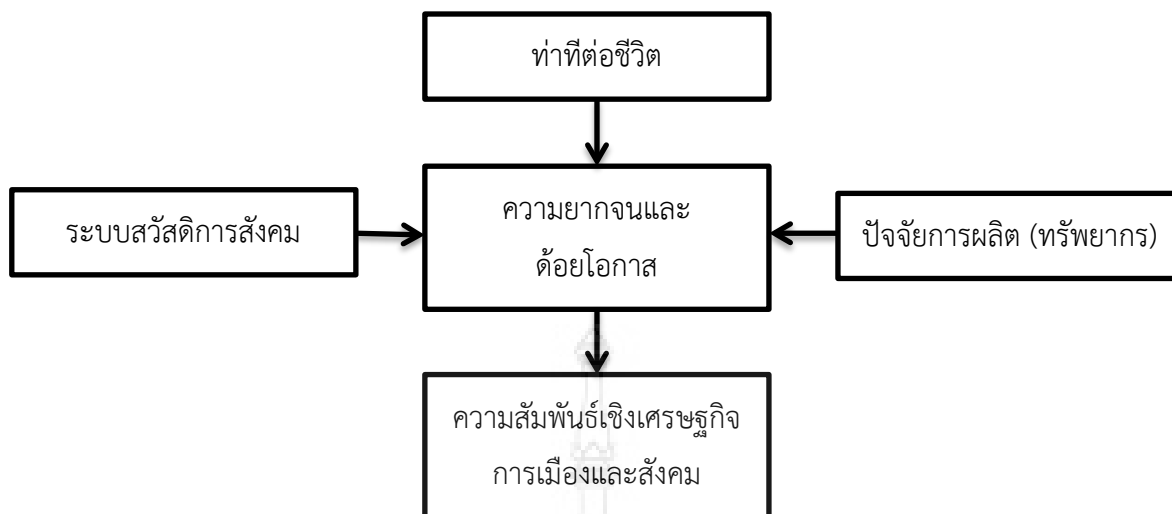 ท่าทีต่อชีวิต
ระบบสวัสดิการสังคม
ความยากจนและ
ด้อยโอกาส
ปัจจัยการผลิต (ทรัพยากร)
ความสัมพันธ์เชิงเศรษฐกิจ
การเมืองและสังคม